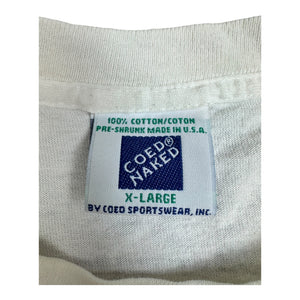 100% COTTON/COTON
PRE-SHRUNK MADE IN U.S.A.
COED®
NAKED
X-LARGE
BY COED SPORTSWEAR, INC.